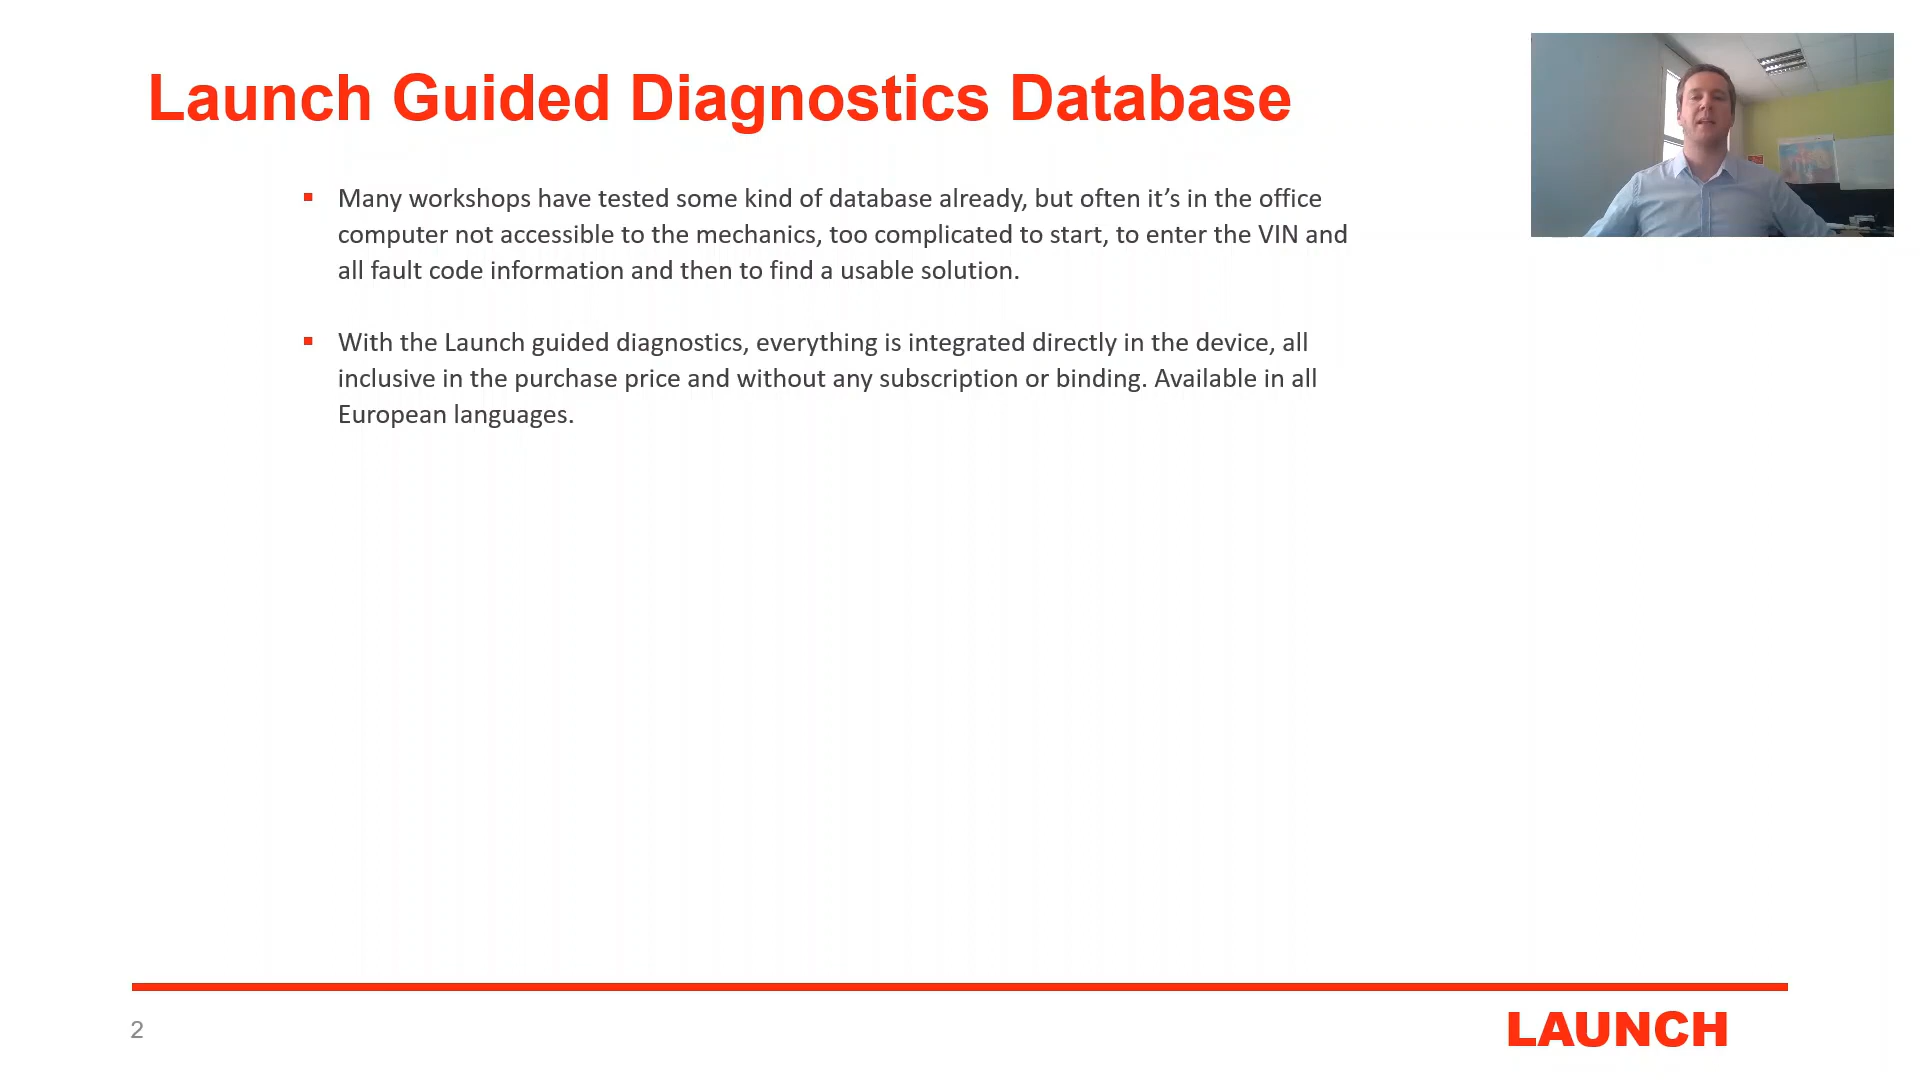 Launch Guided Diagnostics Database
▪ Many workshops have tested some kind of database already, but often it’s in the office
computer not accessible to the mechanics, too complicated to start, to enter the VIN and
all fault code information and then to find a usable solution.
▪ With the Launch guided diagnostics, everything is integrated directly in the device, all
inclusive in the purchase price and without any subscription or binding. Available in all
European languages.
2
LAUNCH